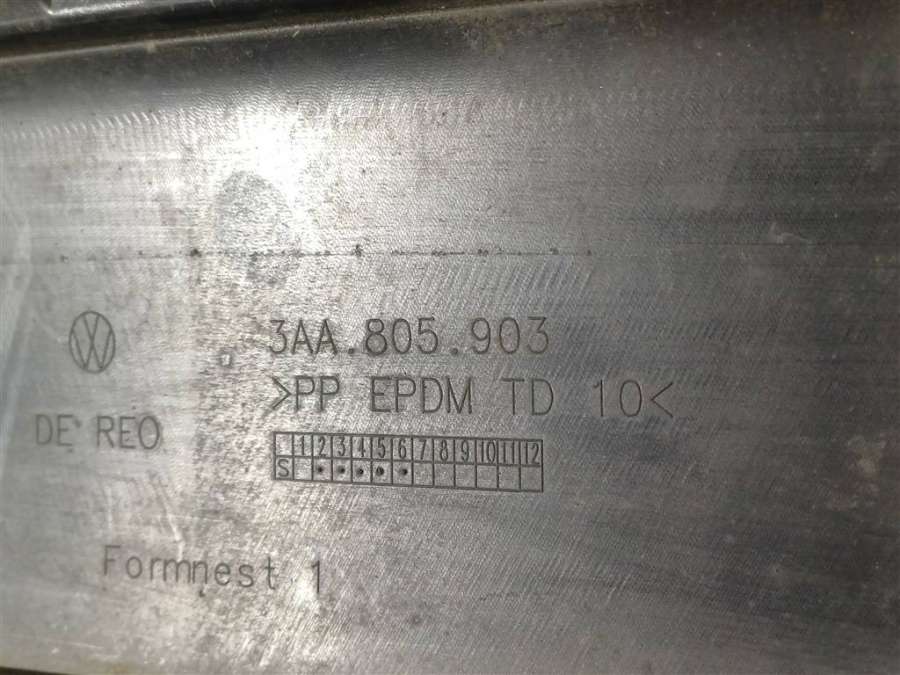 3AA.805.903
>PP EPDM TD 10<
DE REO
1 2 3 4 5 6 7 8 9 10 11 12
S
Formnest 1